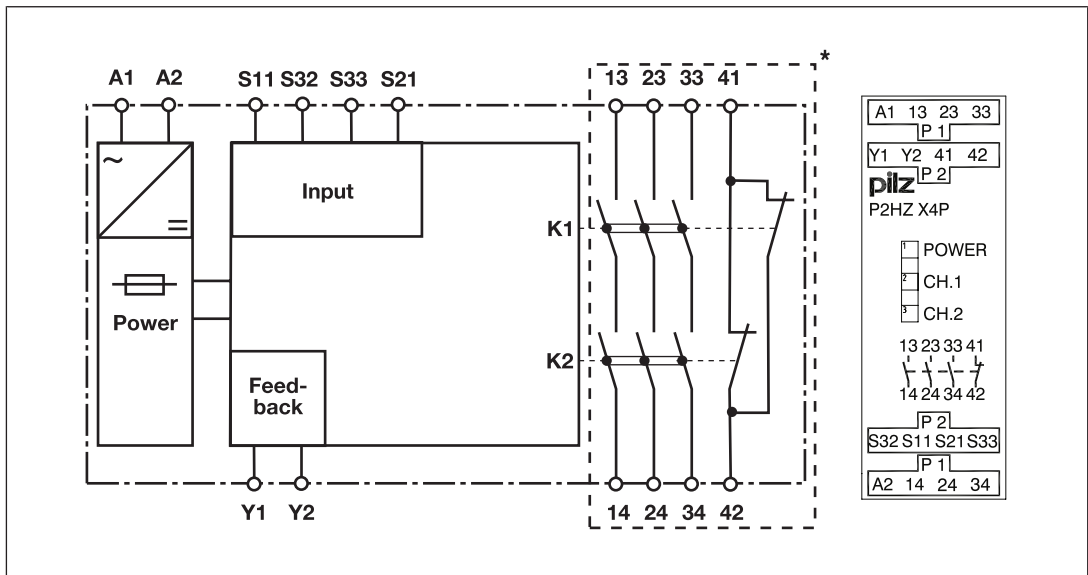 A1 A2 S11 S32 S33 S21 13 23 33 41 *
~
=
Input
Power
Feed-
back
K1
K2
Y1 Y2 14 24 34 42
A1 13 23 33
P 1
Y1 Y2 41 42
P 2
pilz
P2HZ X4P
1 POWER
2 CH.1
3 CH.2
13 23 33 41
14 24 34 42
P 2
S32 S11 S21 S33
P 1
A2 14 24 34